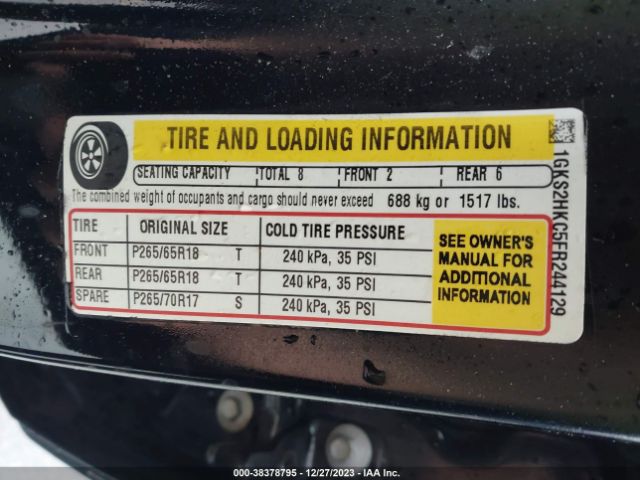 TIRE AND LOADING INFORMATION
SEATING CAPACITY TOTAL 8 FRONT 2 REAR 6
The combined weight of occupants and cargo should never exceed 688 kg or 1517 lbs.
TIRE ORIGINAL SIZE COLD TIRE PRESSURE
FRONT P265/65R18 T 240 kPa, 35 PSI
REAR P265/65R18 T 240 kPa, 35 PSI
SPARE P265/70R17 S 240 kPa, 35 PSI
SEE OWNER'S
MANUAL FOR
ADDITIONAL
INFORMATION
1GKS2HKC5FR244129
000-38378795 - 12/27/2023 - IAA Inc.